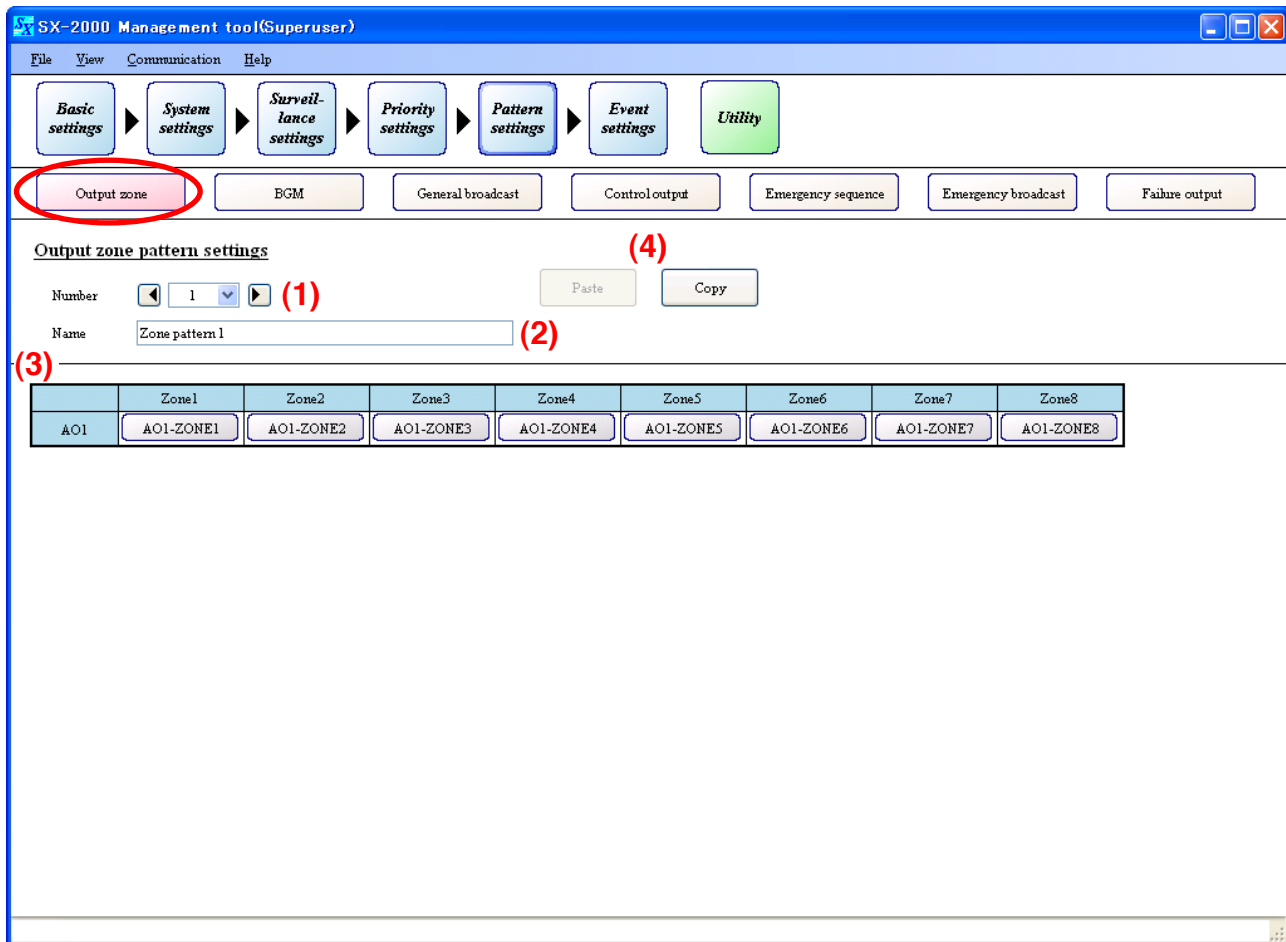 SX-2000 Management tool(Superuser)
File View Communication Help
Basic settings
System settings
Surveil-lance settings
Priority settings
Pattern settings
Event settings
Utility
Output zone BGM General broadcast Control output Emergency sequence Emergency broadcast Failure output
Output zone pattern settings
(4)
Number 1 (1) Paste Copy
Name Zone pattern 1 (2)
(3)
Zone1 Zone2 Zone3 Zone4 Zone5 Zone6 Zone7 Zone8
AO1 AO1-ZONE1 AO1-ZONE2 AO1-ZONE3 AO1-ZONE4 AO1-ZONE5 AO1-ZONE6 AO1-ZONE7 AO1-ZONE8